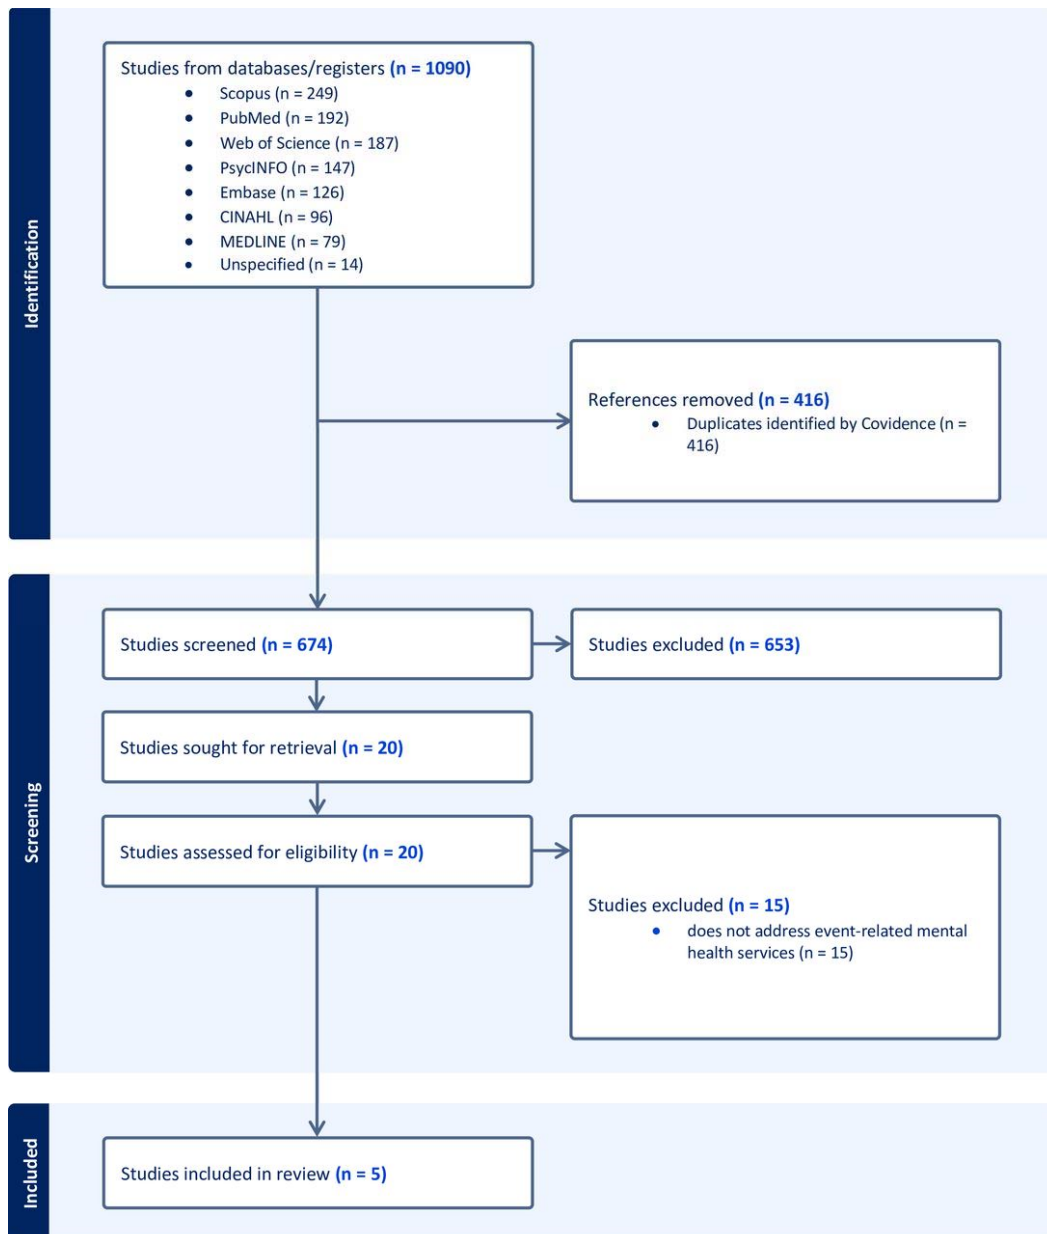 Identification
Studies from databases/registers (n = 1090)
• Scopus (n = 249)
• PubMed (n = 192)
• Web of Science (n = 187)
• PsycINFO (n = 147)
• Embase (n = 126)
• CINAHL (n = 96)
• MEDLINE (n = 79)
• Unspecified (n = 14)
References removed (n = 416)
• Duplicates identified by Covidence (n =
416)
Screening
Studies screened (n = 674)
Studies excluded (n = 653)
Studies sought for retrieval (n = 20)
Studies assessed for eligibility (n = 20)
Studies excluded (n = 15)
• does not address event-related mental
health services (n = 15)
Included
Studies included in review (n = 5)